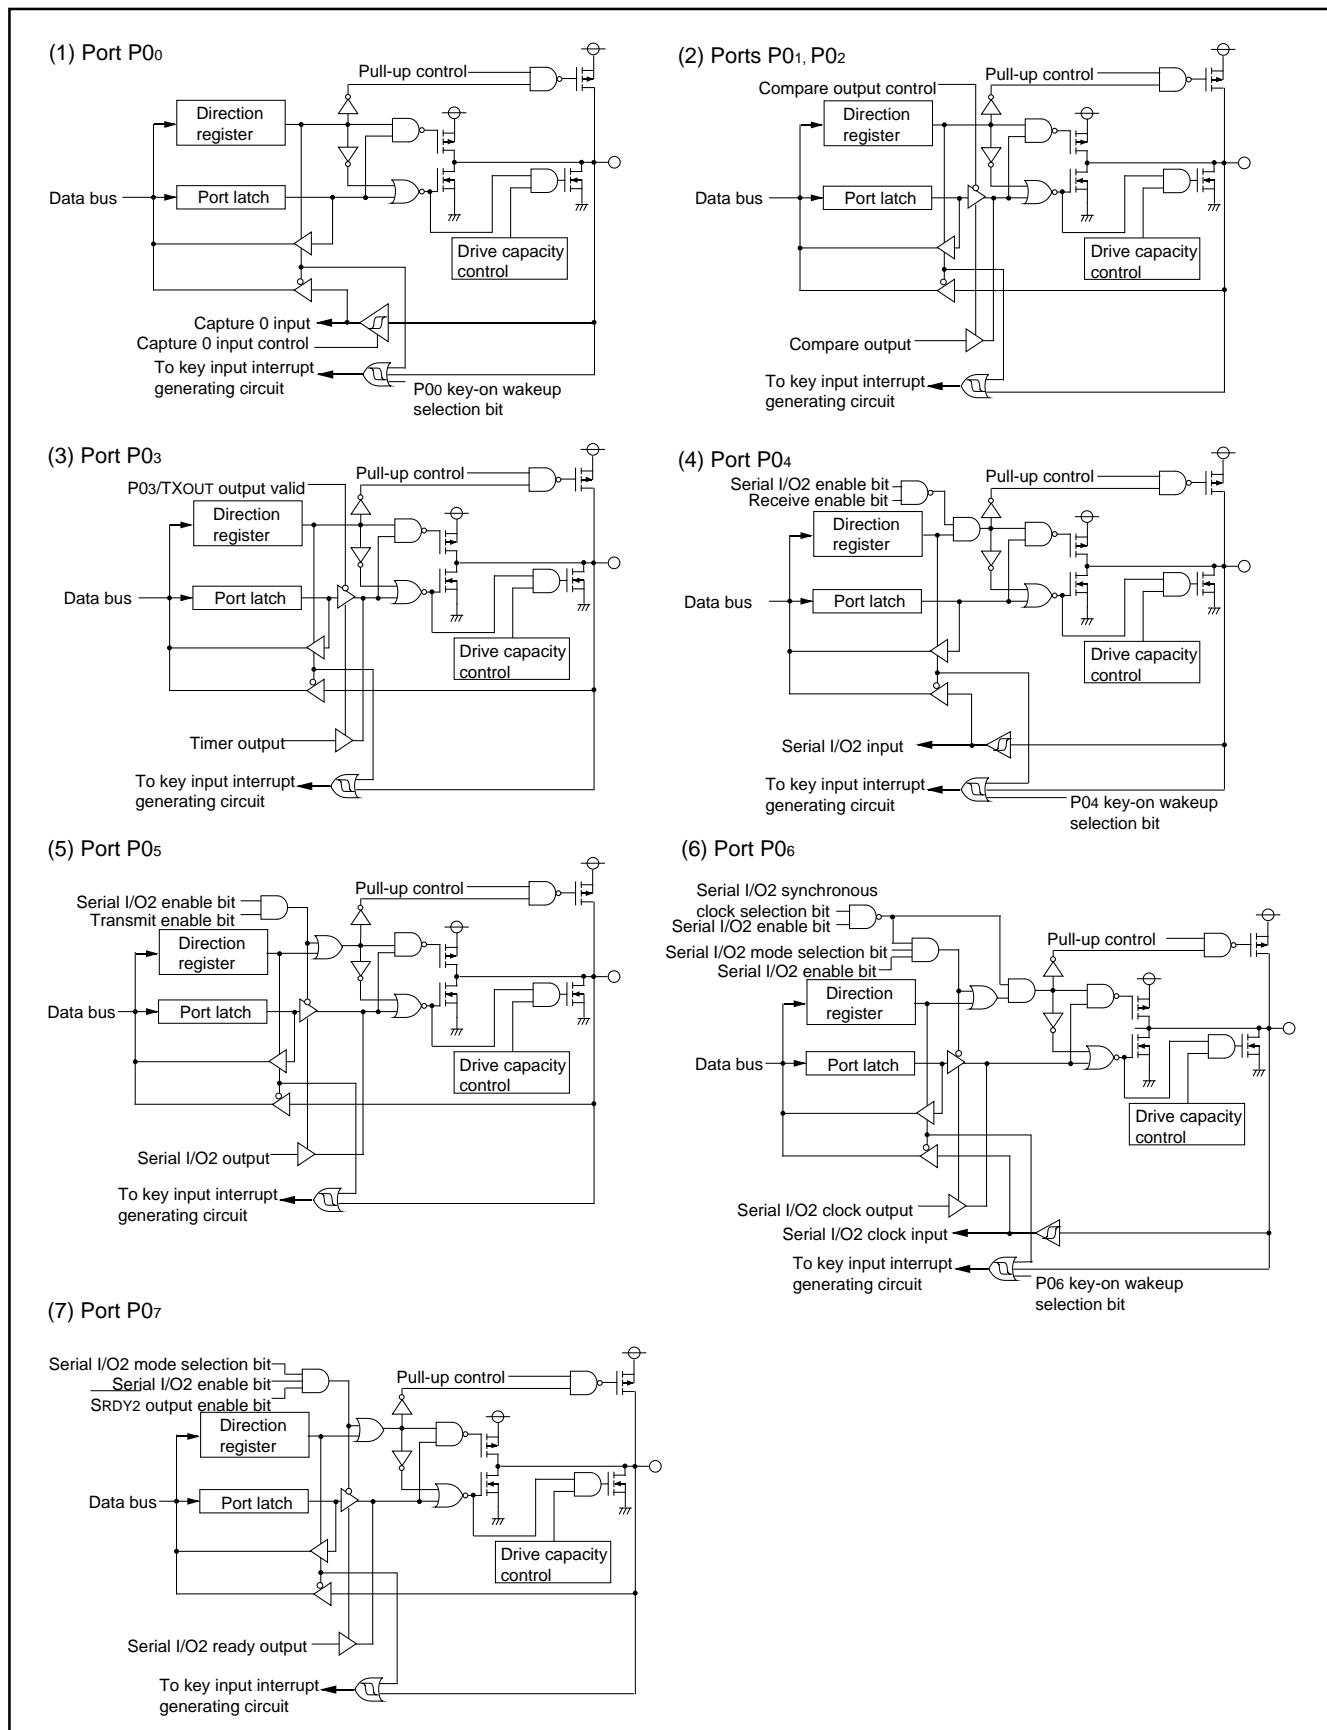 (1) Port P00
Pull-up control
Direction
register
Data bus
Port latch
Drive capacity
control
Capture 0 input
Capture 0 input control
To key input interrupt
generating circuit
P00 key-on wakeup
selection bit
(2) Ports P01, P02
Pull-up control
Compare output control
Direction
register
Data bus
Port latch
Drive capacity
control
Compare output
To key input interrupt
generating circuit
(3) Port P03
Pull-up control
P03/TXOUT output valid
Direction
register
Data bus
Port latch
Drive capacity
control
Timer output
To key input interrupt
generating circuit
(4) Port P04
Pull-up control
Serial I/O2 enable bit
Receive enable bit
Direction
register
Data bus
Port latch
Drive capacity
control
Serial I/O2 input
To key input interrupt
generating circuit
P04 key-on wakeup
selection bit
(5) Port P05
Pull-up control
Serial I/O2 enable bit
Transmit enable bit
Direction
register
Data bus
Port latch
Drive capacity
control
Serial I/O2 output
To key input interrupt
generating circuit
(6) Port P06
Serial I/O2 synchronous
clock selection bit
Serial I/O2 enable bit
Pull-up control
Serial I/O2 mode selection bit
Serial I/O2 enable bit
Direction
register
Data bus
Port latch
Drive capacity
control
Serial I/O2 clock output
Serial I/O2 clock input
To key input interrupt
generating circuit
P06 key-on wakeup
selection bit
(7) Port P07
Serial I/O2 mode selection bit
Pull-up control
Serial I/O2 enable bit
SRDY2 output enable bit
Direction
register
Data bus
Port latch
Drive capacity
control
Serial I/O2 ready output
To key input interrupt
generating circuit